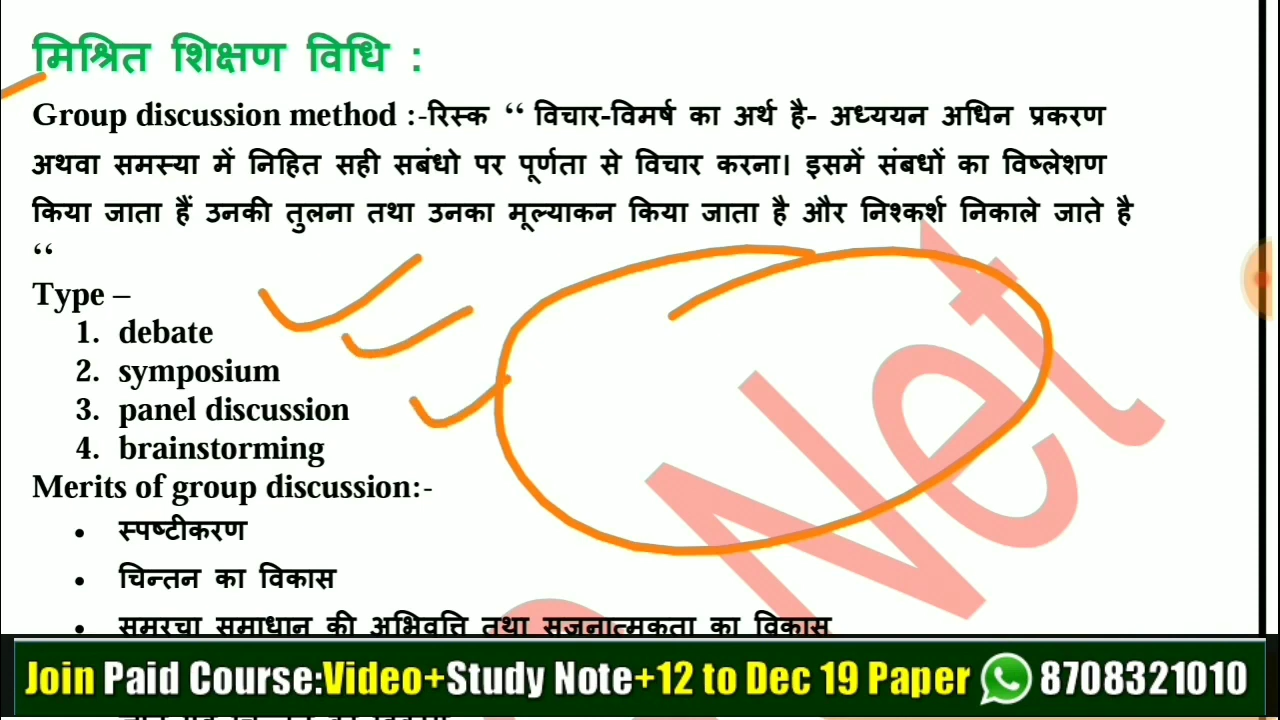 मिश्रित शिक्षण विधि :
Group discussion method :-रिस्क “ विचार-विमर्ष का अर्थ है- अध्ययन अधिन प्रकरण
अथवा समस्या में निहित सही सबंधो पर पूर्णता से विचार करना। इसमें संबधों का विष्लेशण
किया जाता हैं उनकी तुलना तथा उनका मूल्याकन किया जाता है और निश्कर्श निकाले जाते है
“
Type –
1. debate
2. symposium
3. panel discussion
4. brainstorming
Merits of group discussion:-
• स्पष्टीकरण
• चिन्तन का विकास
• समस्या समाधान की अभिवृत्ति तथा सृजनात्मकता का विकास
Net
Join Paid Course:Video+Study Note+12 to Dec 19 Paper 8708321010